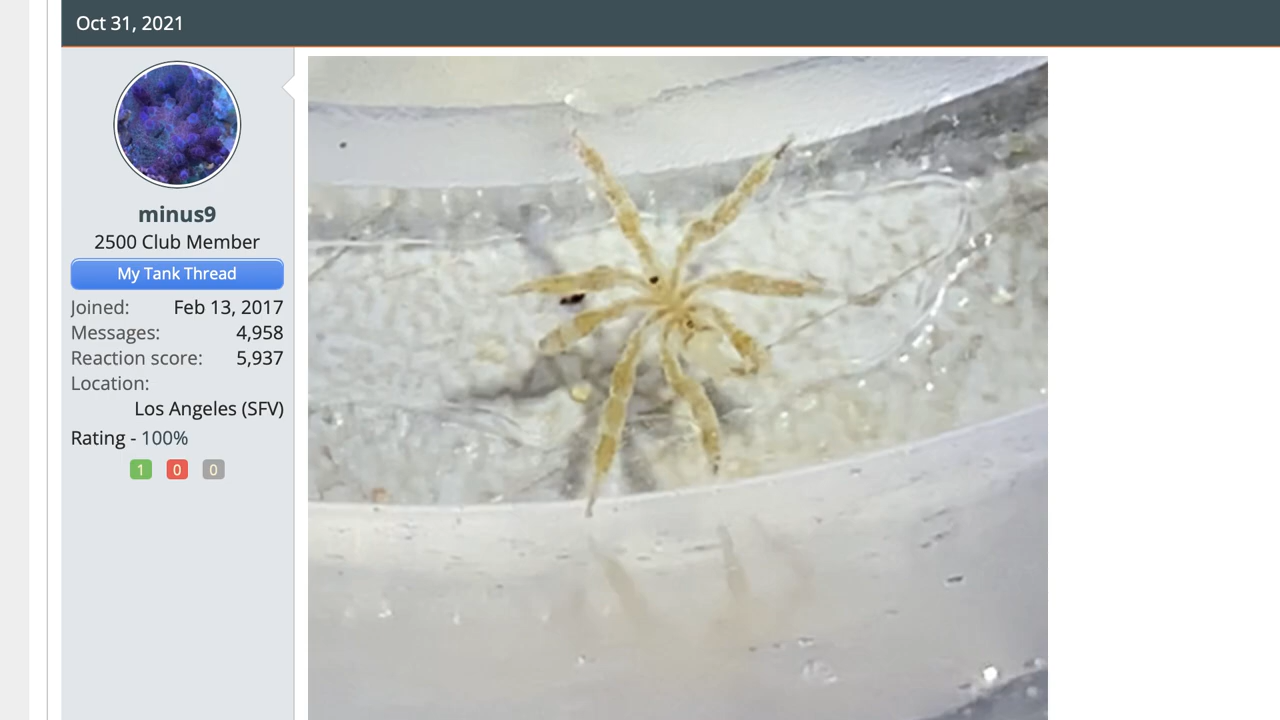 Oct 31, 2021
minus9
2500 Club Member
My Tank Thread
Joined: Feb 13, 2017
Messages: 4,958
Reaction score: 5,937
Location:
Los Angeles (SFV)
Rating - 100%
1 0 0